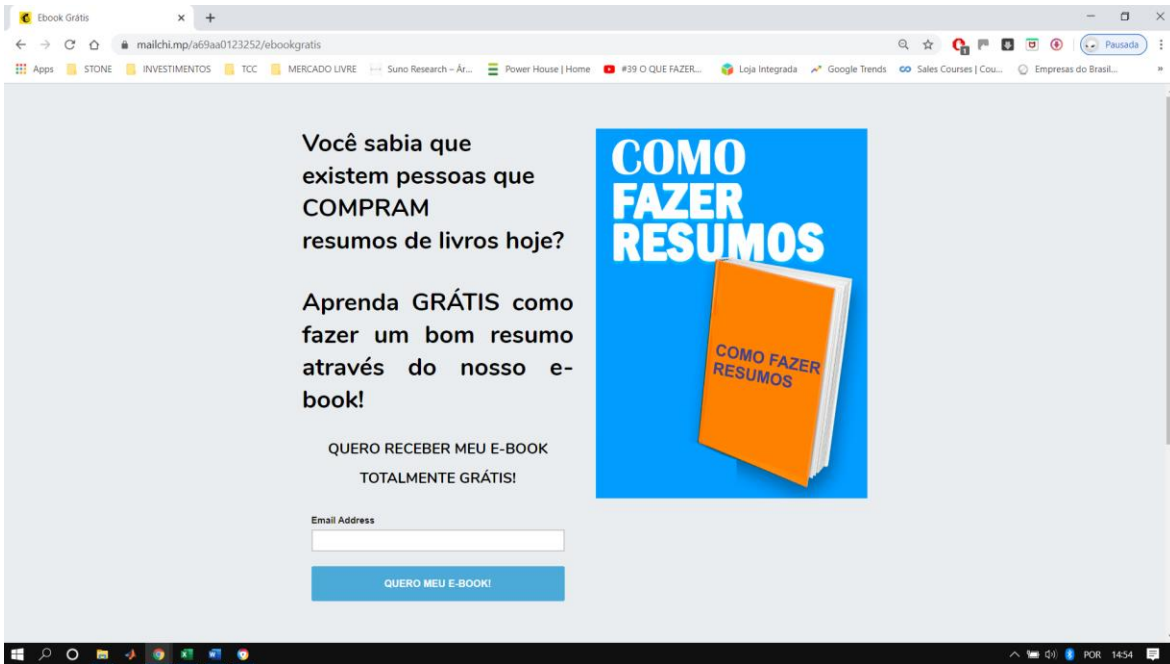 Ebook Grátis
mailchi.mp/a69aa0123252/ebookgratis
Pausada
Apps STONE INVESTIMENTOS TCC MERCADO LIVRE Suno Research – Ár... Power House | Home #39 O QUE FAZER... Loja Integrada Google Trends Sales Courses | Cou... Empresas do Brasil...
Você sabia que
existem pessoas que
COMPRAM
resumos de livros hoje?
Aprenda GRÁTIS como
fazer um bom resumo
através do nosso e-
book!
QUERO RECEBER MEU E-BOOK
TOTALMENTE GRÁTIS!
Email Address
QUERO MEU E-BOOK!
COMO
FAZER
RESUMOS
COMO FAZER
RESUMOS
POR 14:54